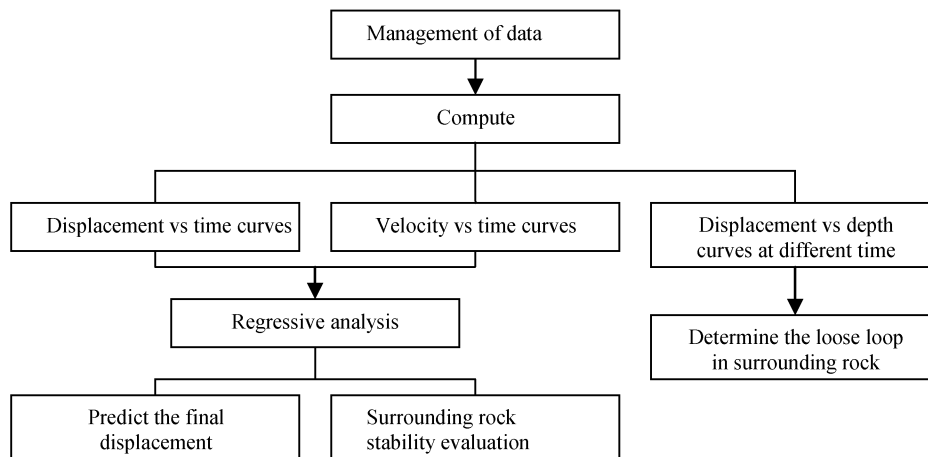 Management of data
Compute
Displacement vs time curves
Velocity vs time curves
Displacement vs depth
curves at different time
Regressive analysis
Determine the loose loop
in surrounding rock
Predict the final
displacement
Surrounding rock
stability evaluation